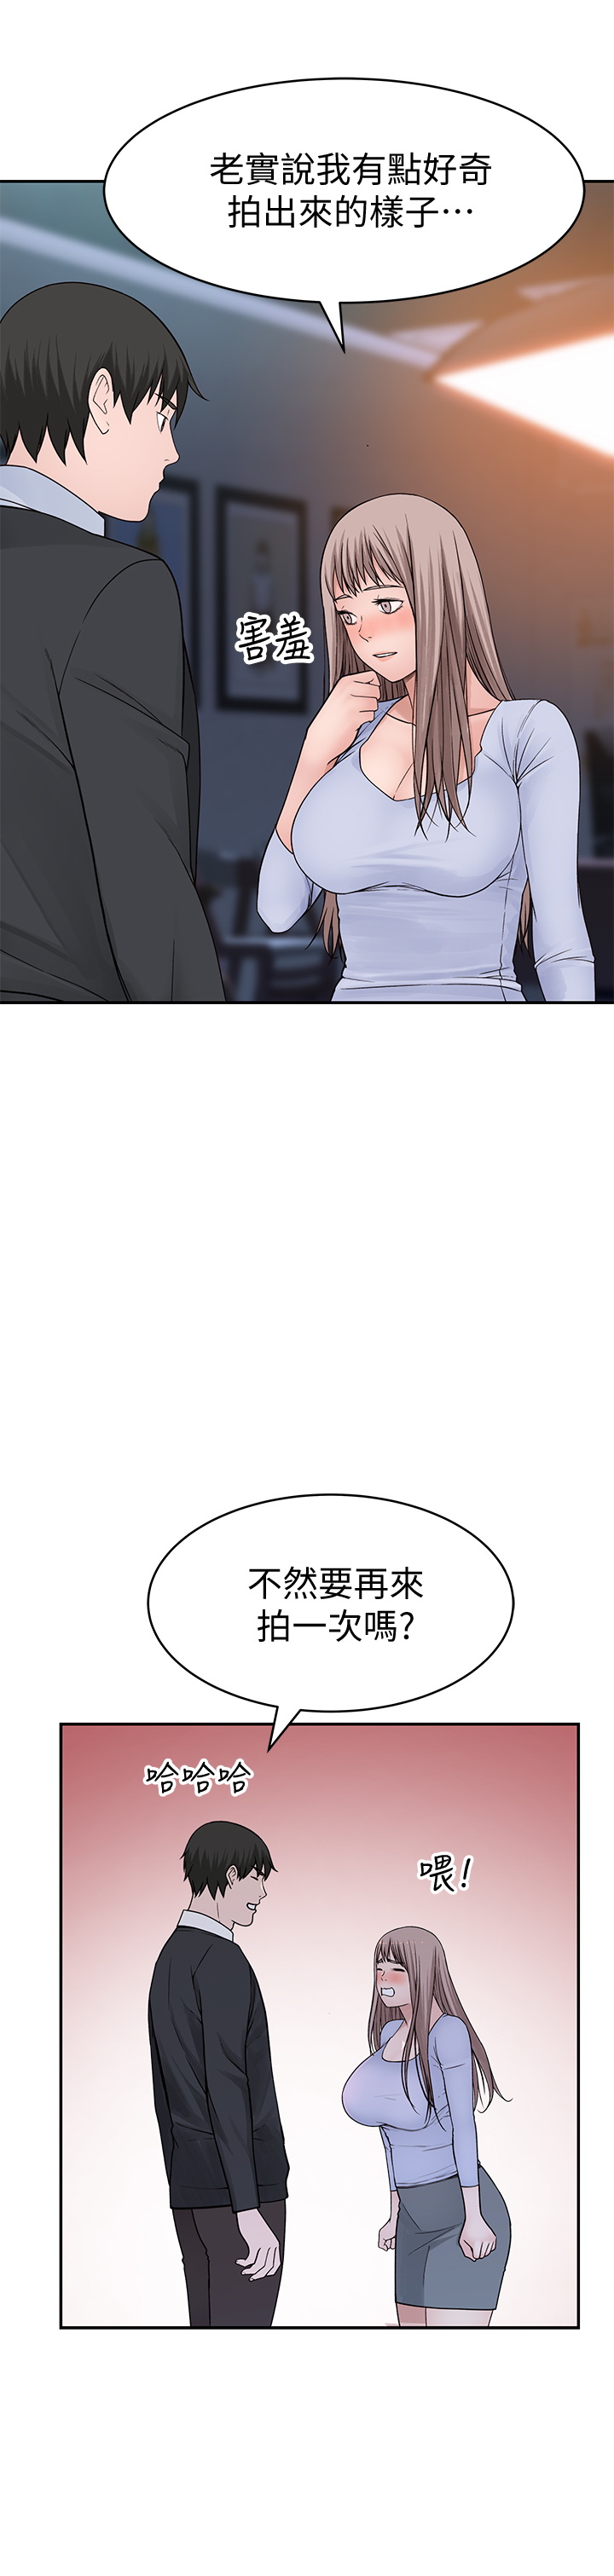 老實說我有點好奇
拍出來的樣子⋯
害羞
不然要再來
拍一次嗎?
哈哈哈
喂!